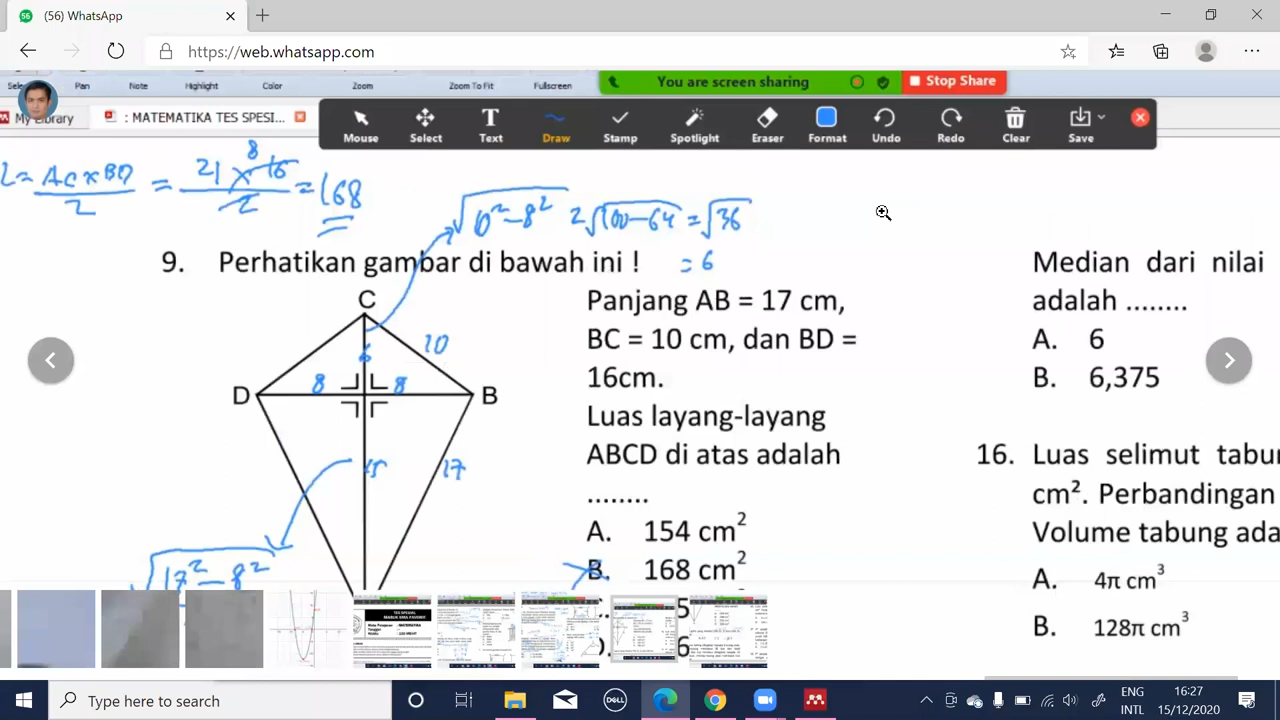 56 (56) WhatsApp
https://web.whatsapp.com
You are screen sharing
Stop Share
Pan Note Highlight Color Zoom Zoom To Fit Fullscreen
My Library
: MATEMATIKA TES SPESI...
Mouse Select Text Draw Stamp Spotlight Eraser Format Undo Redo Clear Save
L = AC x BD / 2 = 21 x 16 / 2 = 168
8
√10² - 8² = √100 - 64 = √36
= 6
9. Perhatikan gambar di bawah ini !
C
10
6
8 8
D B
15
17
√17² - 8²
Panjang AB = 17 cm,
BC = 10 cm, dan BD =
16cm.
Luas layang-layang
ABCD di atas adalah
........
A. 154 cm²
B. 168 cm²
Median dari nilai
adalah ........
A. 6
B. 6,375
16. Luas selimut tabu
cm². Perbandingan
Volume tabung ada
A. 4π cm³
B. 128π cm³
Type here to search
DELL
ENG
INTL
16:27
15/12/2020